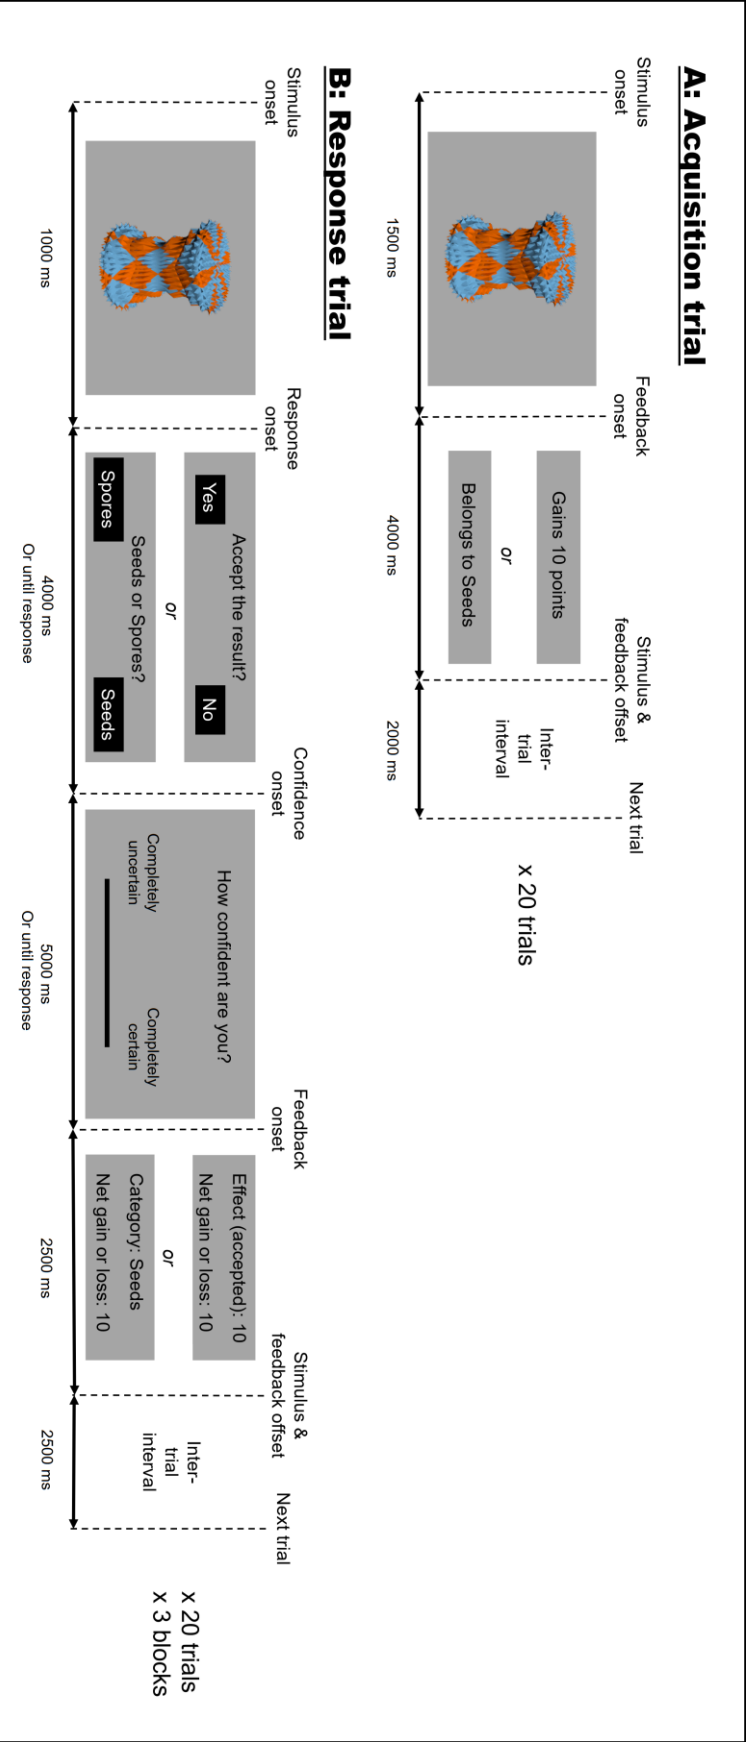 A: Acquisition trial
Stimulus
onset
Feedback
onset
Stimulus &
feedback offset
Next trial
Gains 10 points
or
Belongs to Seeds
Inter-
trial
interval
x 20 trials
1500 ms
4000 ms
2000 ms
B: Response trial
Stimulus
onset
Response
onset
Confidence
onset
Feedback
onset
Stimulus &
feedback offset
Next trial
Accept the result?
Yes
No
or
Seeds or Spores?
Spores
Seeds
How confident are you?
Completely
uncertain
Completely
certain
Effect (accepted): 10
Net gain or loss: 10
or
Category: Seeds
Net gain or loss: 10
Inter-
trial
interval
x 20 trials
x 3 blocks
1000 ms
4000 ms
Or until response
5000 ms
Or until response
2500 ms
2500 ms